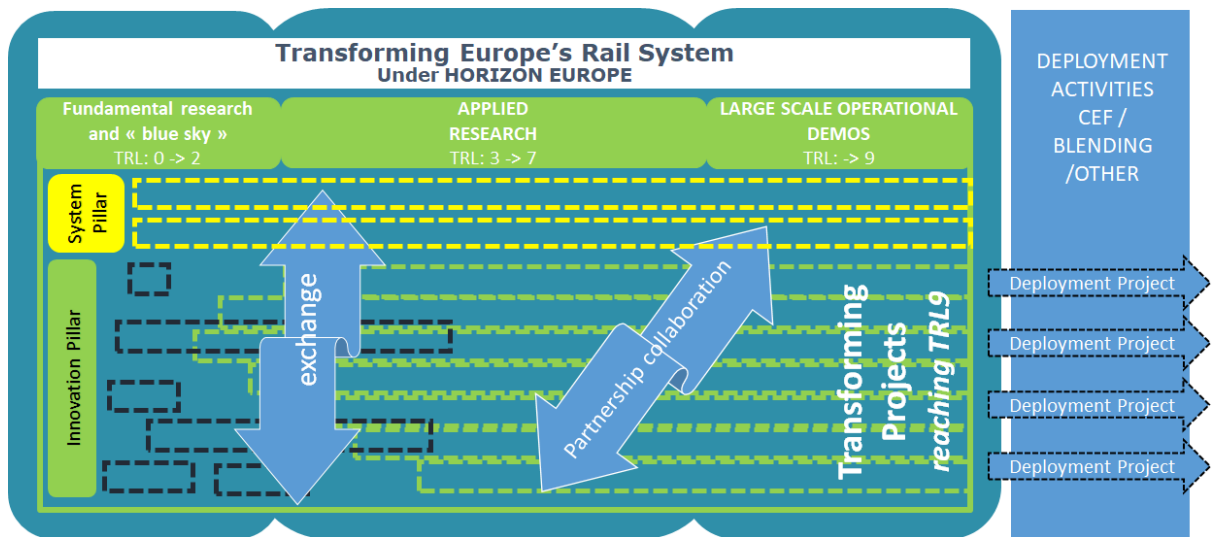 Transforming Europe's Rail System
Under HORIZON EUROPE
Fundamental research
and « blue sky »
TRL: 0 -> 2
APPLIED
RESEARCH
TRL: 3 -> 7
LARGE SCALE OPERATIONAL
DEMOS
TRL: -> 9
DEPLOYMENT
ACTIVITIES
CEF /
BLENDING
/OTHER
System
Pillar
Innovation Pillar
exchange
Partnership collaboration
Transforming
Projects
reaching TRL9
Deployment Project
Deployment Project
Deployment Project
Deployment Project